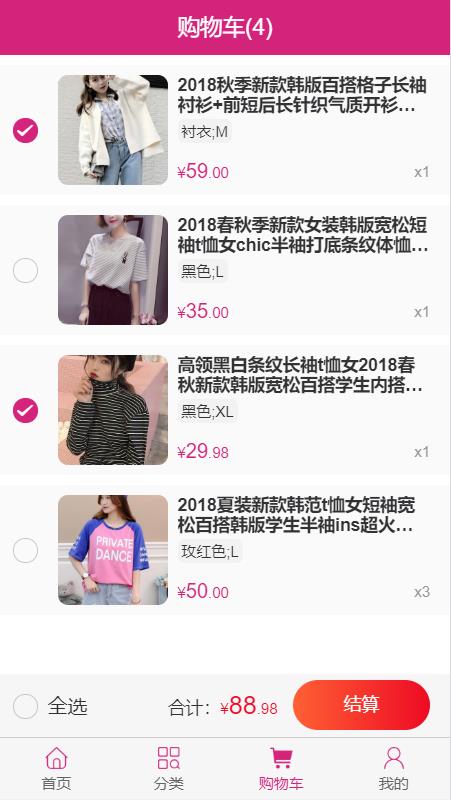 购物车(4)
2018秋季新款韩版百搭格子长袖
衬衫+前短后长针织气质开衫...
衬衣;M
¥59.00 x1
2018春秋季新款女装韩版宽松短
袖t恤女chic半袖打底条纹体恤...
黑色;L
¥35.00 x1
高领黑白条纹长袖t恤女2018春
秋新款韩版宽松百搭学生内搭...
黑色;XL
¥29.98 x1
PRIVATE
DANCE
2018夏装新款韩范t恤女短袖宽
松百搭韩版学生半袖ins超火...
玫红色;L
¥50.00 x3
全选 合计: ¥88.98 结算
首页 分类 购物车 我的